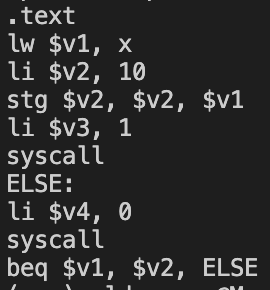 .text
lw $v1, x
li $v2, 10
stg $v2, $v2, $v1
li $v3, 1
syscall
ELSE:
li $v4, 0
syscall
beq $v1, $v2, ELSE